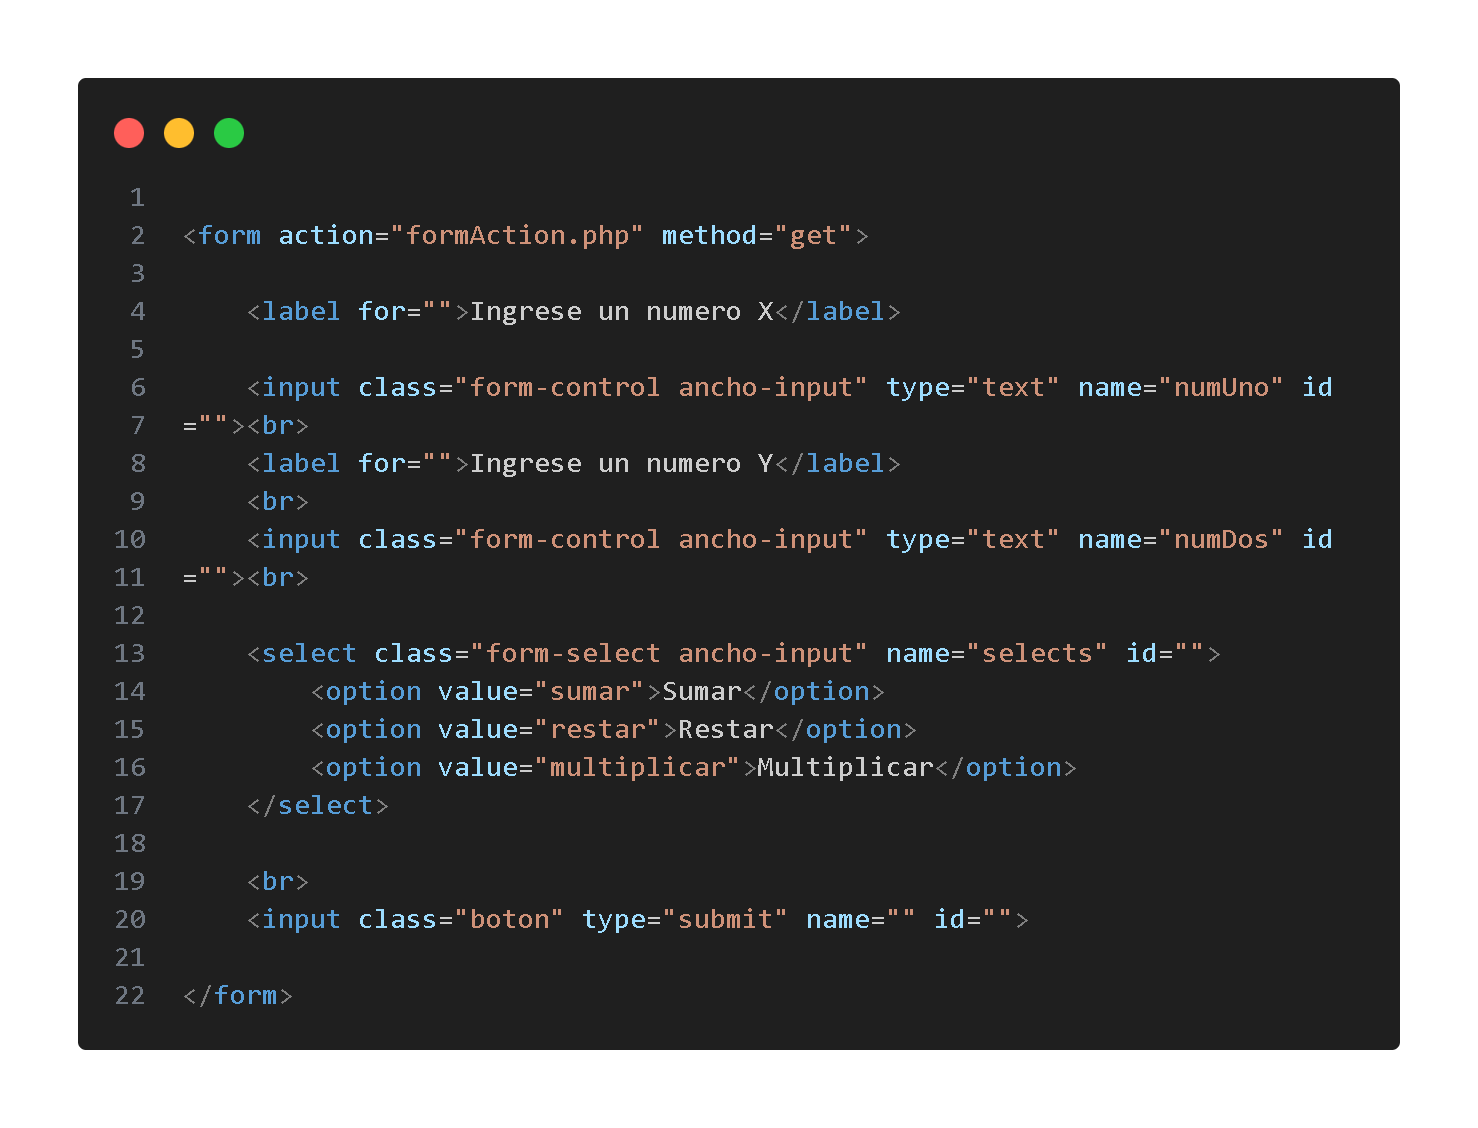 1
2 <form action="formAction.php" method="get">
3
4     <label for="">Ingrese un numero X</label>
5
6     <input class="form-control ancho-input" type="text" name="numUno" id
7 =""><br>
8     <label for="">Ingrese un numero Y</label>
9     <br>
10     <input class="form-control ancho-input" type="text" name="numDos" id
11 =""><br>
12
13     <select class="form-select ancho-input" name="selects" id="">
14         <option value="sumar">Sumar</option>
15         <option value="restar">Restar</option>
16         <option value="multiplicar">Multiplicar</option>
17     </select>
18
19     <br>
20     <input class="boton" type="submit" name="" id="">
21
22 </form>